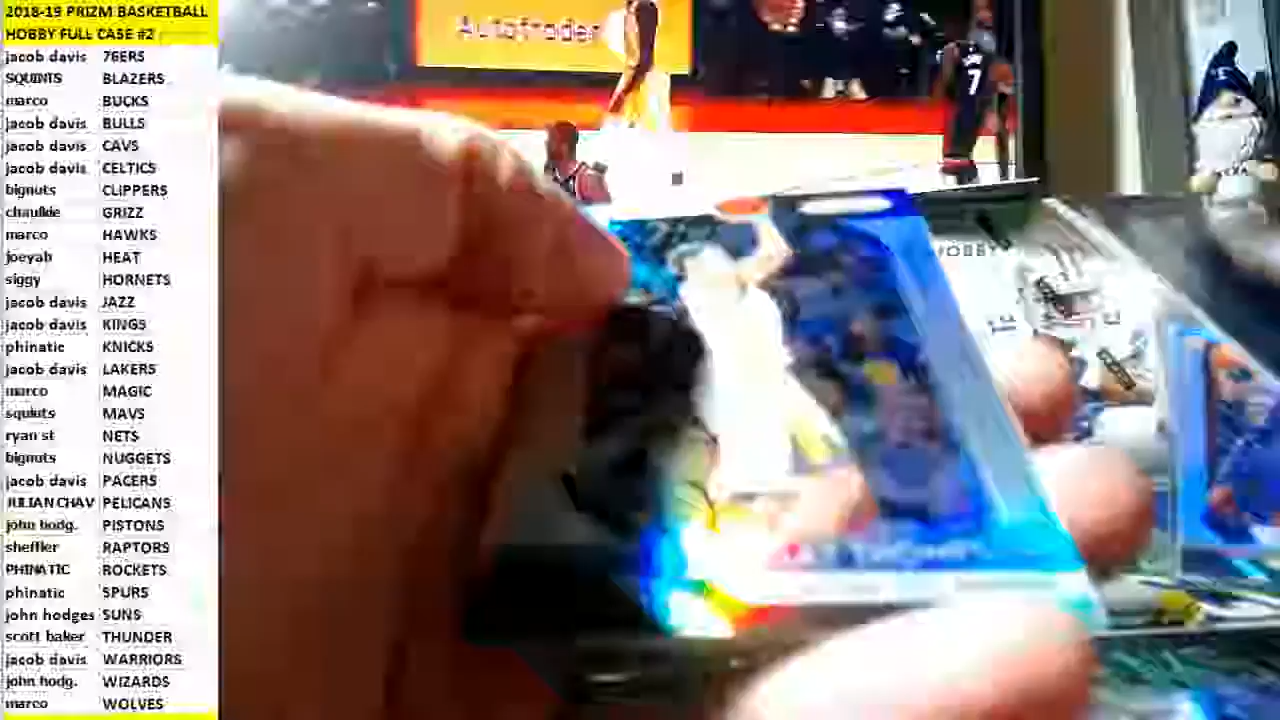 2018-19 PRIZM BASKETBALL
HOBBY FULL CASE #2
jacob davis 76ERS
SQUINTS BLAZERS
marco BUCKS
jacob davis BULLS
jacob davis CAVS
jacob davis CELTICS
bignuts CLIPPERS
chaulkie GRIZZ
marco HAWKS
joeyah HEAT
siggy HORNETS
jacob davis JAZZ
jacob davis KINGS
phinatic KNICKS
jacob davis LAKERS
marco MAGIC
squints MAVS
ryan st NETS
bignuts NUGGETS
jacob davis PACERS
JULIAN CHAV PELICANS
john hodg. PISTONS
sheffler RAPTORS
PHINATIC ROCKETS
phinatic SPURS
john hodges SUNS
scott baker THUNDER
jacob davis WARRIORS
john hodg. WIZARDS
marco WOLVES
Autotrader
7
HOBBY